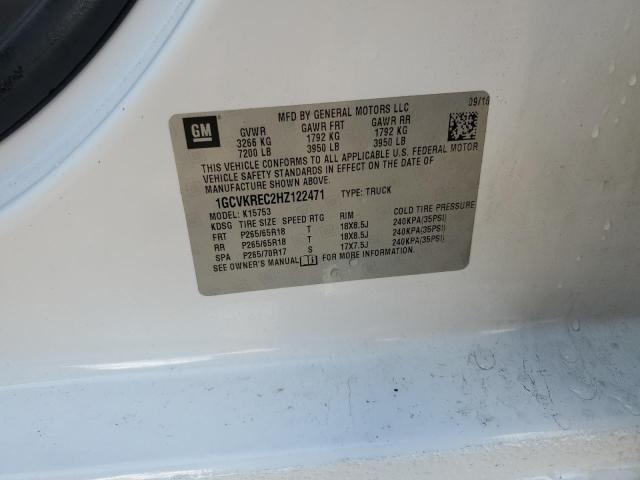 MFD BY GENERAL MOTORS LLC
09/16
GM
GVWR GAWR FRT GAWR RR
3266 KG 1792 KG 1792 KG
7200 LB 3950 LB 3950 LB
THIS VEHICLE CONFORMS TO ALL APPLICABLE U.S. FEDERAL MOTOR
VEHICLE SAFETY STANDARDS IN EFFECT ON THE DATE OF
MANUFACTURE SHOWN ABOVE.
1GCVKREC2HZ122471 TYPE: TRUCK
MODEL: K15753
KDSG TIRE SIZE SPEED RTG RIM COLD TIRE PRESSURE
FRT P265/65R18 T 18X8.5J 240KPA(35PSI)
RR P265/65R18 T 18X8.5J 240KPA(35PSI)
SPA P265/70R17 S 17X7.5J 240KPA(35PSI)
SEE OWNER'S MANUAL